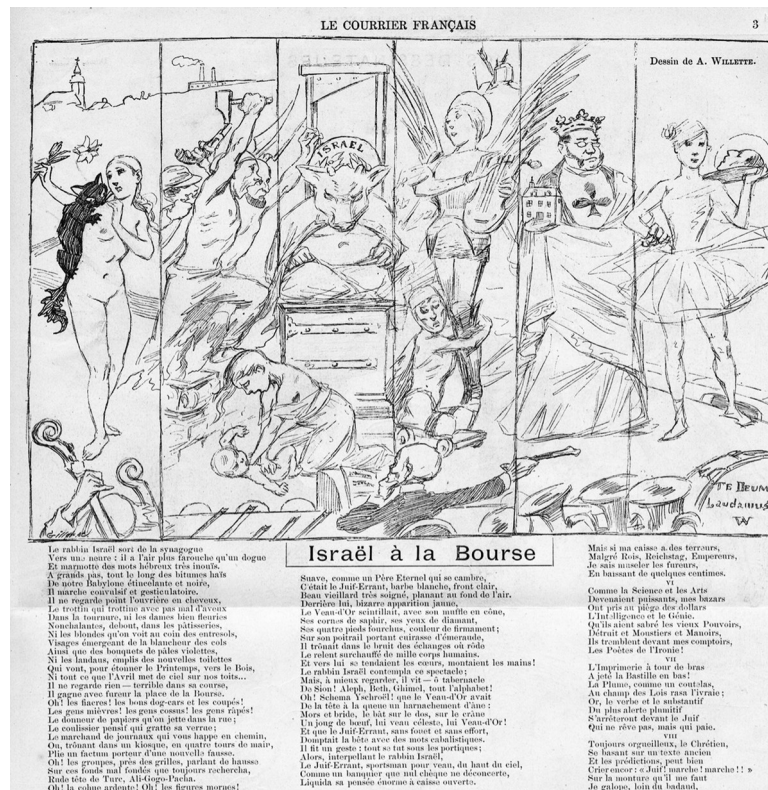 LE COURRIER FRANÇAIS
3
Dessin de A. WILLETTE.
ISRAEL
TE DEUM
Laudamus
W
Le rabbin Israël sort de la synagogue
Vers une heure : il a l'air plus farouche qu'un dogue
Et marmotte des mots hébreux très inouïs.
A grands pas, tout le long des bitumes haïs
De notre Babylone étincelante et noire,
Il marche convulsif et gesticulatoire.
Il ne regarde point l'ouvrière en cheveux,
Le trottin qui trottine avec pas mal d'aveux
Dans la tournure, ni les dames bien fleuries
Nonchalantes, debout, dans les pâtisseries,
Ni les blondes qu'on voit au coin des entresols,
Visages émergeant de la blancheur des cols
Ainsi que des bouquets de pâles violettes,
Ni les landaus, emplis des nouvelles toilettes
Qui vont, pour étonner le Printemps, vers le Bois,
Ni tout ce que l'Avril met de ciel sur nos toits...
Il ne regarde rien — terrible dans sa course,
Il gagne avec fureur la place de la Bourse.
Oh! les fiacres! les bons dog-cars et les coupés!
Les gens mièvres! les gens cossus! les gens râpés!
Le donneur de papiers qu'on jette dans la rue;
Le coulissier pensif qui gratte sa verrue;
Le marchand de journaux qui vous happe en chemin,
Ou, trônant dans un kiosque, en quatre tours de main,
Plie un factum porteur d'une nouvelle fausse.
Oh! les groupes, près des grilles, parlant de hausse
Sur ces fonds mal fondés que toujours rechercha,
Rude tête de Turc, Ali-Gogo-Pacha.
Oh! la cohue ardente! Oh! les figures mornes!
Israël à la Bourse
Suave, comme un Père Eternel qui se cambre,
C'était le Juif-Errant, barbe blanche, front clair,
Beau vieillard très soigné, planant au fond de l'air.
Derrière lui, bizarre apparition jaune,
Le Veau-d'Or scintillait, avec son muffle en cône,
Ses cornes de saphir, ses yeux de diamant,
Ses quatre pieds fourchus, couleur de firmament;
Sur son poitrail portant cuirasse d'émeraude,
Il trônait dans le bruit des échanges où rôde
Le relent surchauffé de mille corps humains.
Et vers lui se tendaient les cœurs, montaient les mains!
Le rabbin Israël contempla ce spectacle;
Mais, à mieux regarder, il vit — ô tabernacle
De Sion! Aleph, Beth, Ghimel, tout l'alphabet!
Oh! Schema Yschroël! que le Veau-d'Or avait
De la tête à la queue un harnachement d'âne :
Mors et bride, le bât sur le dos, sur le crâne
Un jong de bœuf, lui veau céleste, lui Veau-d'Or!
Et que le Juif-Errant, sans fouet et sans effort,
Domptait la bête avec des mots cabalistiques.
Il fit un geste : tout se tut sous les portiques;
Alors, interpellant le rabbin Israël,
Le Juif-Errant, sportsman pour veau, du haut du ciel,
Comme un banquier que nul chèque ne déconcerte,
Liquida sa pensée énorme à caisse ouverte.
Mais si ma caisse a des terreurs,
Malgré Rois, Reichstag, Empereurs,
Je sais museler les fureurs,
En baissant de quelques centimes.
VI
Comme la Science et les Arts
Devenaient puissants, mes bazars
Ont pris au piège des dollars
L'Intelligence et le Génie.
Qu'ils aient sabré les vieux Pouvoirs,
Détruit et Moustiers et Manoirs,
Ils tremblent devant mes comptoirs,
Les Poètes de l'Ironie!
VII
L'Imprimerie à tour de bras
A jeté la Bastille en bas!
La Plume, comme un coutelas,
Au champ des Lois rasa l'ivraie;
Or, le verbe et le substantif
Du plus alerte plumitif
S'arrêteront devant le Juif
Qui ne rêve pas, mais qui paie.
VIII
Toujours orgueilleux, le Chrétien,
Se basant sur un texte ancien
Et les prédictions, peut bien
Crier encor : « Juif! marche! marche!! »
Sur la monture qu'il me faut
Je galope, loin du badaud,